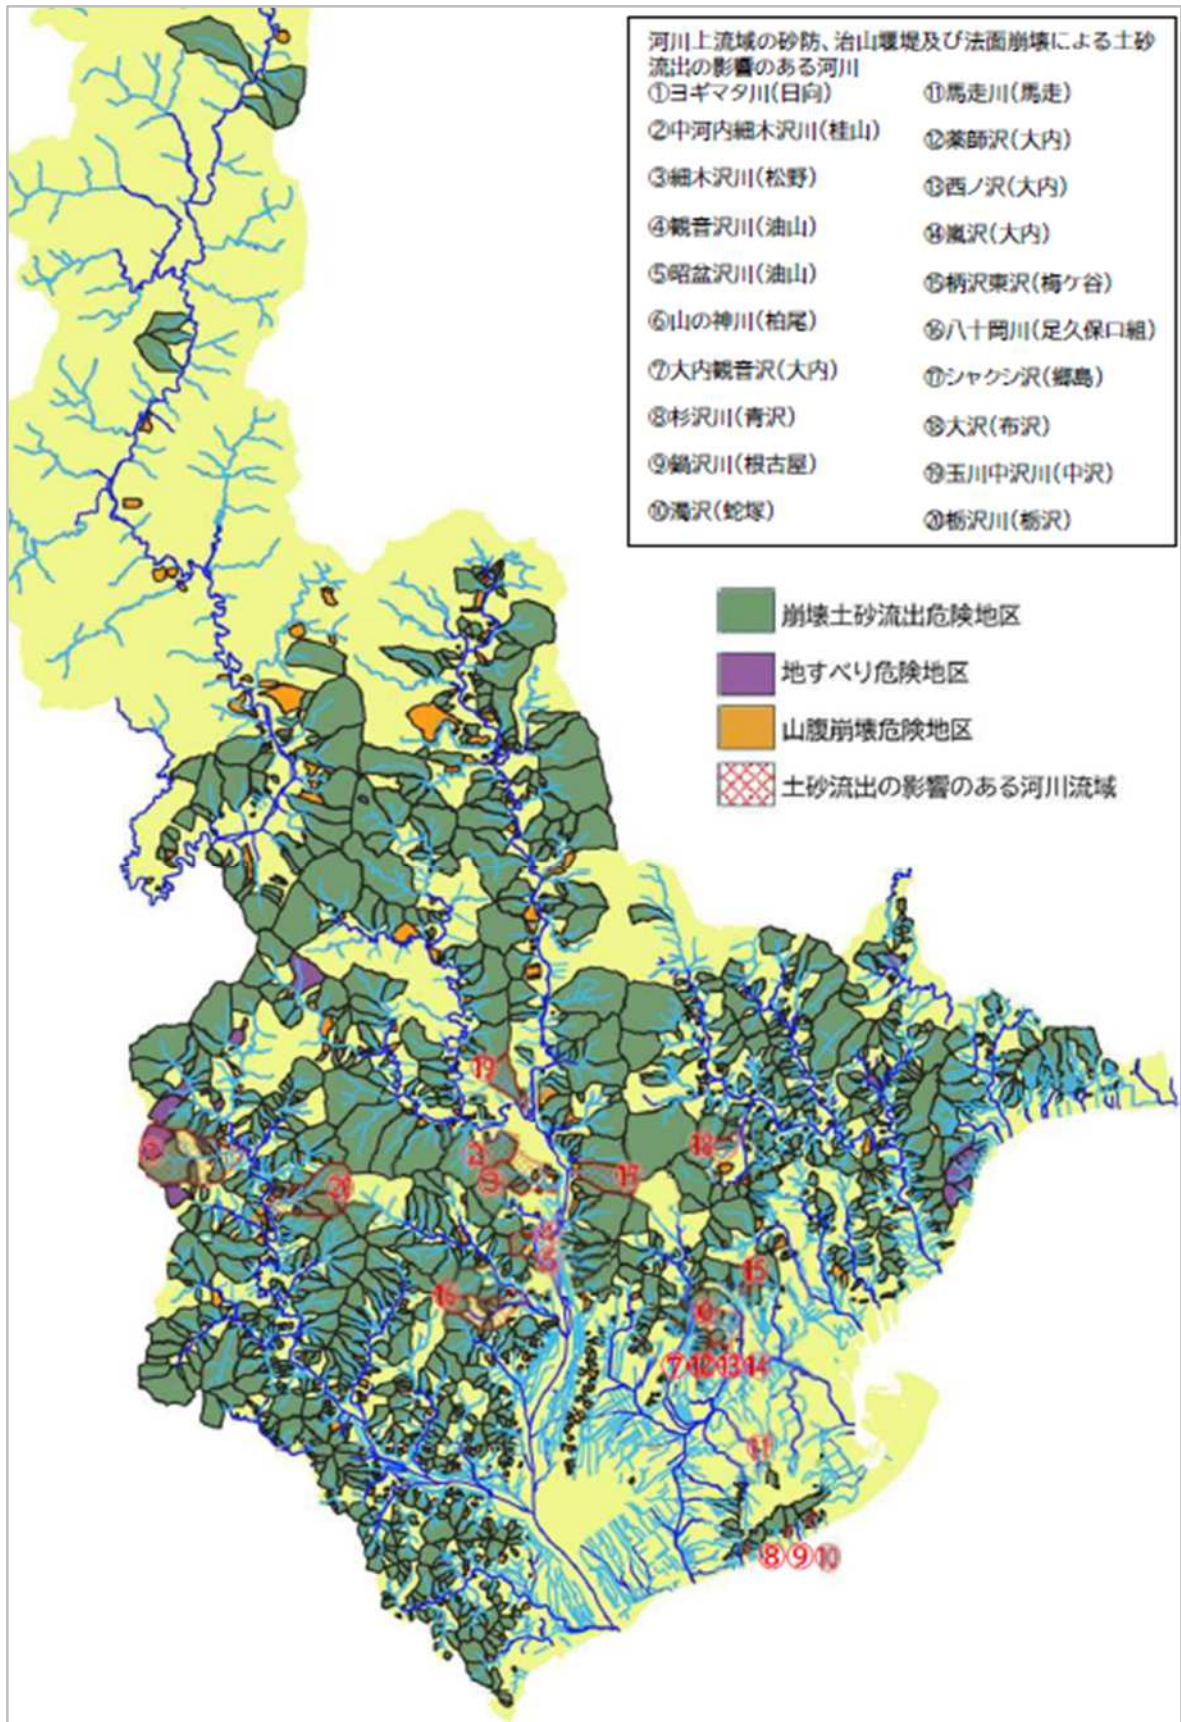 河川上流域の砂防、治山堰堤及び法面崩壊による土砂
流出の影響のある河川
①ヨギマタ川(日向)
②中河内細木沢川(桂山)
③細木沢川(松野)
④観音沢川(油山)
⑤昭盆沢川(油山)
⑥山の神川(柏尾)
⑦大内観音沢(大内)
⑧杉沢川(青沢)
⑨鍋沢川(根古屋)
⑩濁沢(蛇塚)
⑪馬走川(馬走)
⑫薬師沢(大内)
⑬西ノ沢(大内)
⑭嵐沢(大内)
⑮柄沢東沢(梅ケ谷)
⑯八十岡川(足久保口組)
⑰シャクシ沢(郷島)
⑱大沢(布沢)
⑲玉川中沢川(中沢)
⑳栃沢川(栃沢)
崩壊土砂流出危険地区
地すべり危険地区
山腹崩壊危険地区
土砂流出の影響のある河川流域
⑲
⑱
③
⑰
⑳
⑮
⑯
⑦⑫⑬⑭
⑪
⑧⑨⑩